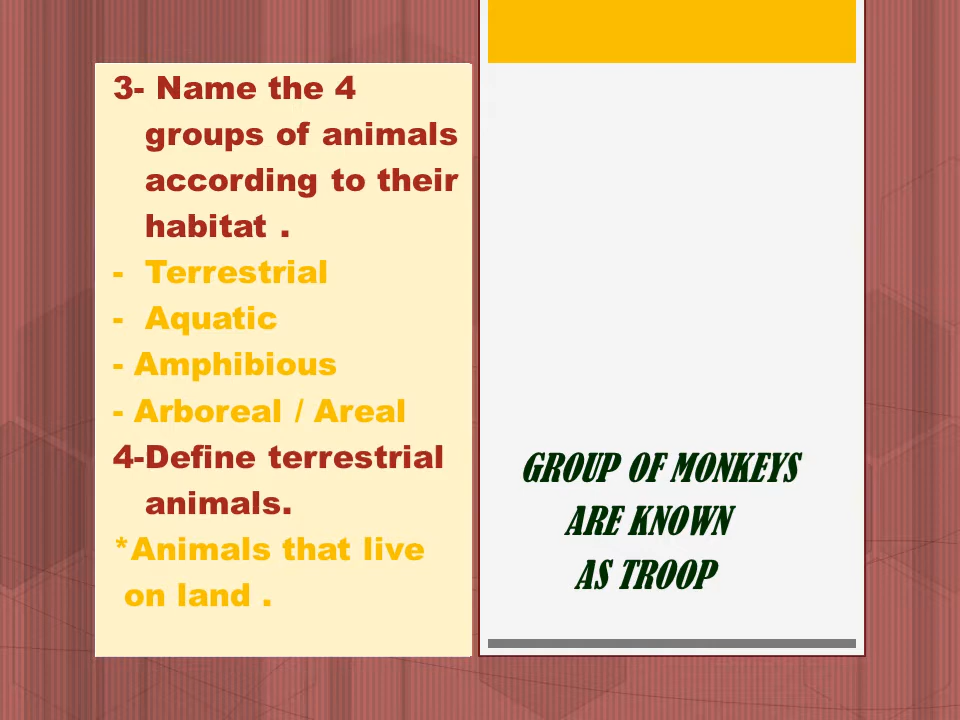 3- Name the 4
groups of animals
according to their
habitat .
- Terrestrial
- Aquatic
- Amphibious
- Arboreal / Areal
4-Define terrestrial
animals.
*Animals that live
on land .
GROUP OF MONKEYS
ARE KNOWN
AS TROOP